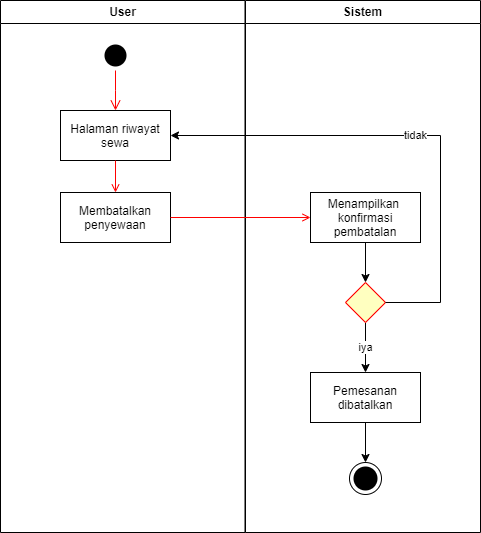 User
Sistem
Halaman riwayat
sewa
tidak
Membatalkan
penyewaan
Menampilkan
konfirmasi
pembatalan
iya
Pemesanan
dibatalkan